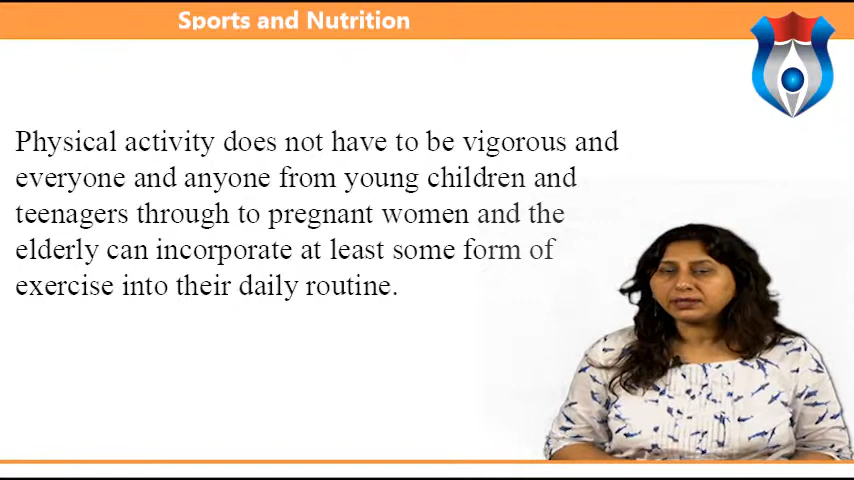 Sports and Nutrition
Physical activity does not have to be vigorous and
everyone and anyone from young children and
teenagers through to pregnant women and the
elderly can incorporate at least some form of
exercise into their daily routine.